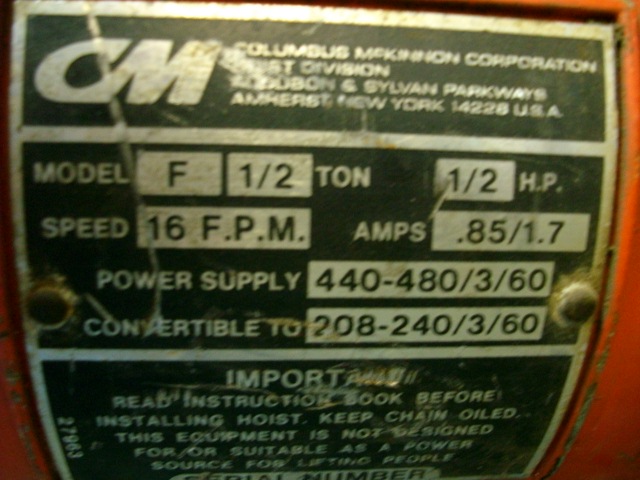 CM
COLUMBUS McKINNON CORPORATION
HOIST DIVISION
AUDUBON & SYLVAN PARKWAYS
AMHERST, NEW YORK 14228 U.S.A.
MODEL F 1/2 TON 1/2 H.P.
SPEED 16 F.P.M. AMPS .85/1.7
POWER SUPPLY 440-480/3/60
CONVERTIBLE TO 208-240/3/60
IMPORTANT
READ INSTRUCTION BOOK BEFORE
INSTALLING HOIST. KEEP CHAIN OILED.
THIS EQUIPMENT IS NOT DESIGNED
FOR/OR SUITABLE AS A POWER
SOURCE FOR LIFTING PEOPLE
SERIAL NUMBER
27963